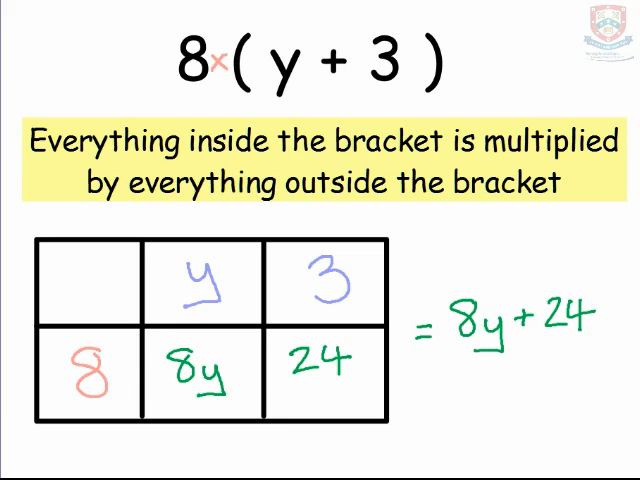 8×( y + 3 )
Everything inside the bracket is multiplied
by everything outside the bracket
y 3
8 8y 24
= 8y + 24